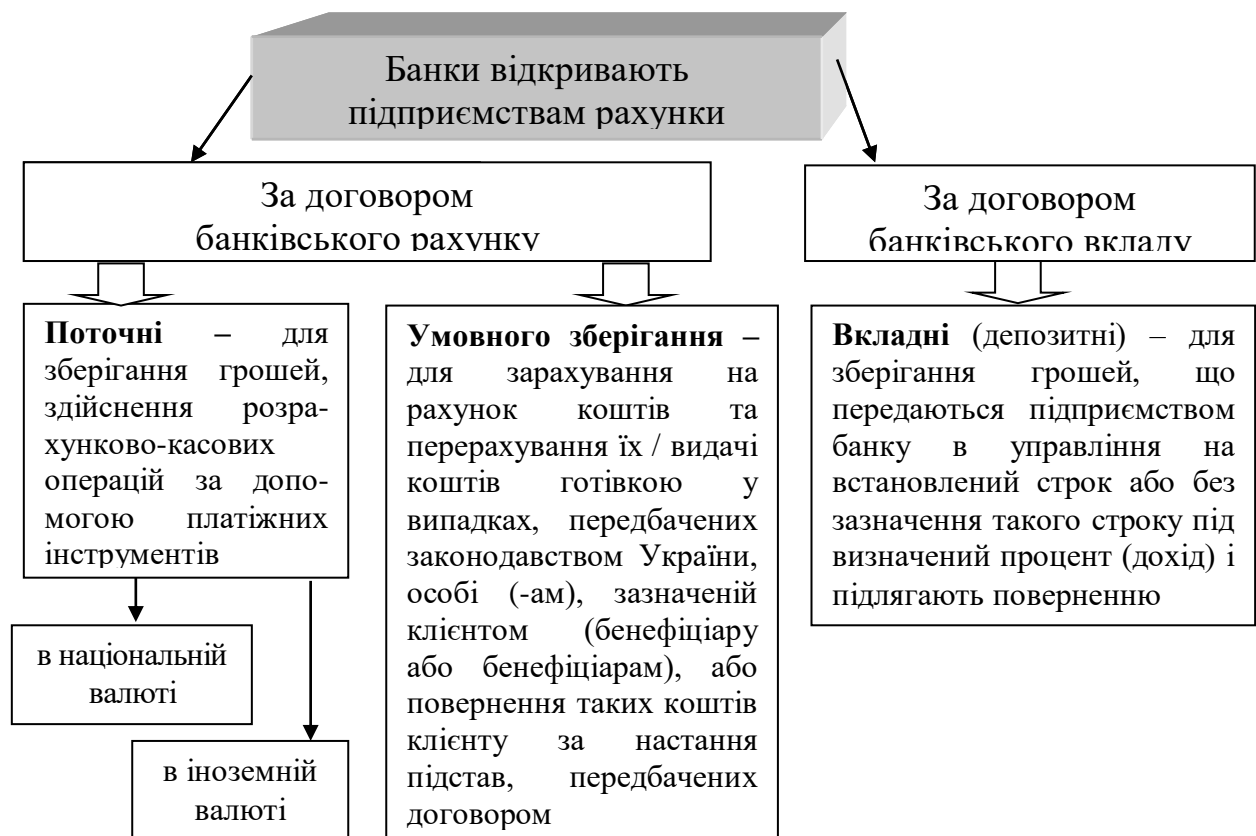 Банки відкривають
підприємствам рахунки
За договором
банківського рахунку
За договором
банківського вкладу
Поточні – для
зберігання грошей,
здійснення розра-
хунково-касових
операцій за допо-
могою платіжних
інструментів
в національній
валюті
в іноземній
валюті
Умовного зберігання –
для зарахування на
рахунок коштів та
перерахування їх / видачі
коштів готівкою у
випадках, передбачених
законодавством України,
особі (-ам), зазначеній
клієнтом (бенефіціару
або бенефіціарам), або
повернення таких коштів
клієнту за настання
підстав, передбачених
договором
Вкладні (депозитні) – для
зберігання грошей, що
передаються підприємством
банку в управління на
встановлений строк або без
зазначення такого строку під
визначений процент (дохід) і
підлягають поверненню